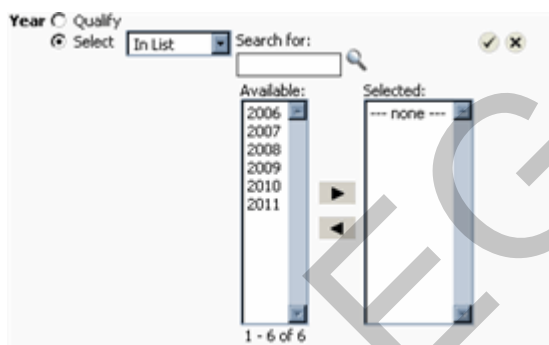 Year Qualify
Select In List Search for:
Available: Selected:
2006 --- none ---
2007
2008
2009
2010
2011
1 - 6 of 6